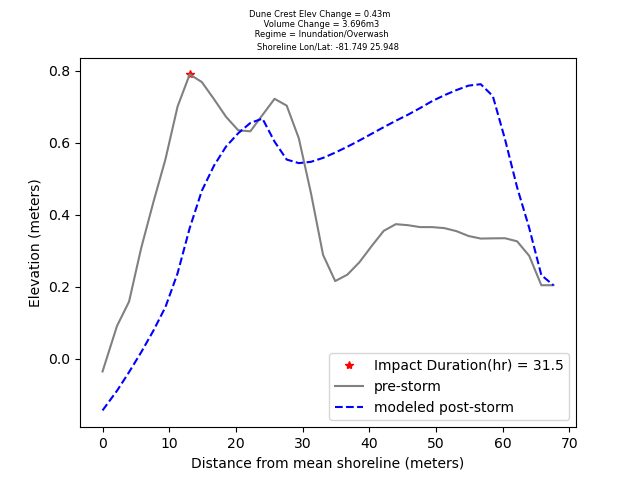 Dune Crest Elev Change = 0.43m
Volume Change = 3.696m3
Regime = Inundation/Overwash
Shoreline Lon/Lat: -81.749 25.948
0.8
0.6
0.4
0.2
0.0
Elevation (meters)
Impact Duration(hr) = 31.5
pre-storm
modeled post-storm
0 10 20 30 40 50 60 70
Distance from mean shoreline (meters)